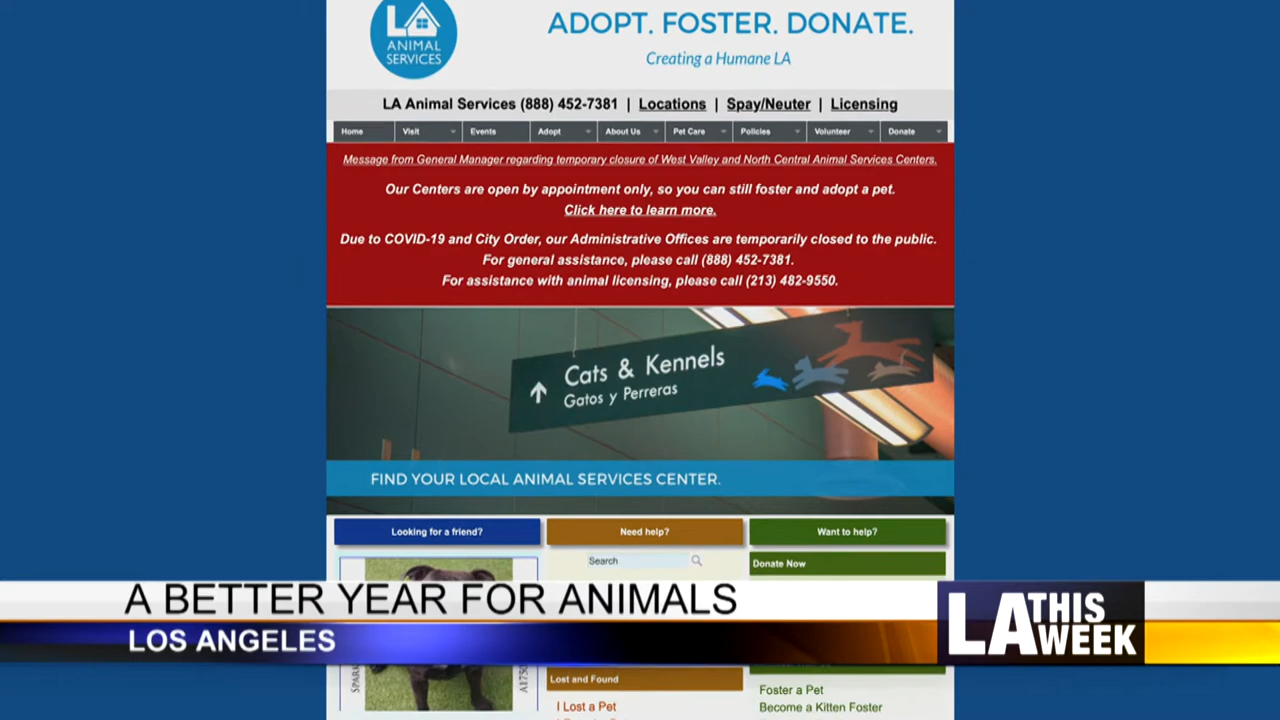 LA
ANIMAL
SERVICES
ADOPT. FOSTER. DONATE.
Creating a Humane LA
LA Animal Services (888) 452-7381 | Locations | Spay/Neuter | Licensing
Home Visit Events Adopt About Us Pet Care Policies Volunteer Donate
Message from General Manager regarding temporary closure of West Valley and North Central Animal Services Centers.
Our Centers are open by appointment only, so you can still foster and adopt a pet.
Click here to learn more.
Due to COVID-19 and City Order, our Administrative Offices are temporarily closed to the public.
For general assistance, please call (888) 452-7381.
For assistance with animal licensing, please call (213) 482-9550.
Cats & Kennels
Gatos y Perreras
FIND YOUR LOCAL ANIMAL SERVICES CENTER.
Looking for a friend? Need help? Want to help?
Search
Donate Now
A BETTER YEAR FOR ANIMALS
LOS ANGELES
LA THIS WEEK
Lost and Found
I Lost a Pet
Foster a Pet
Become a Kitten Foster